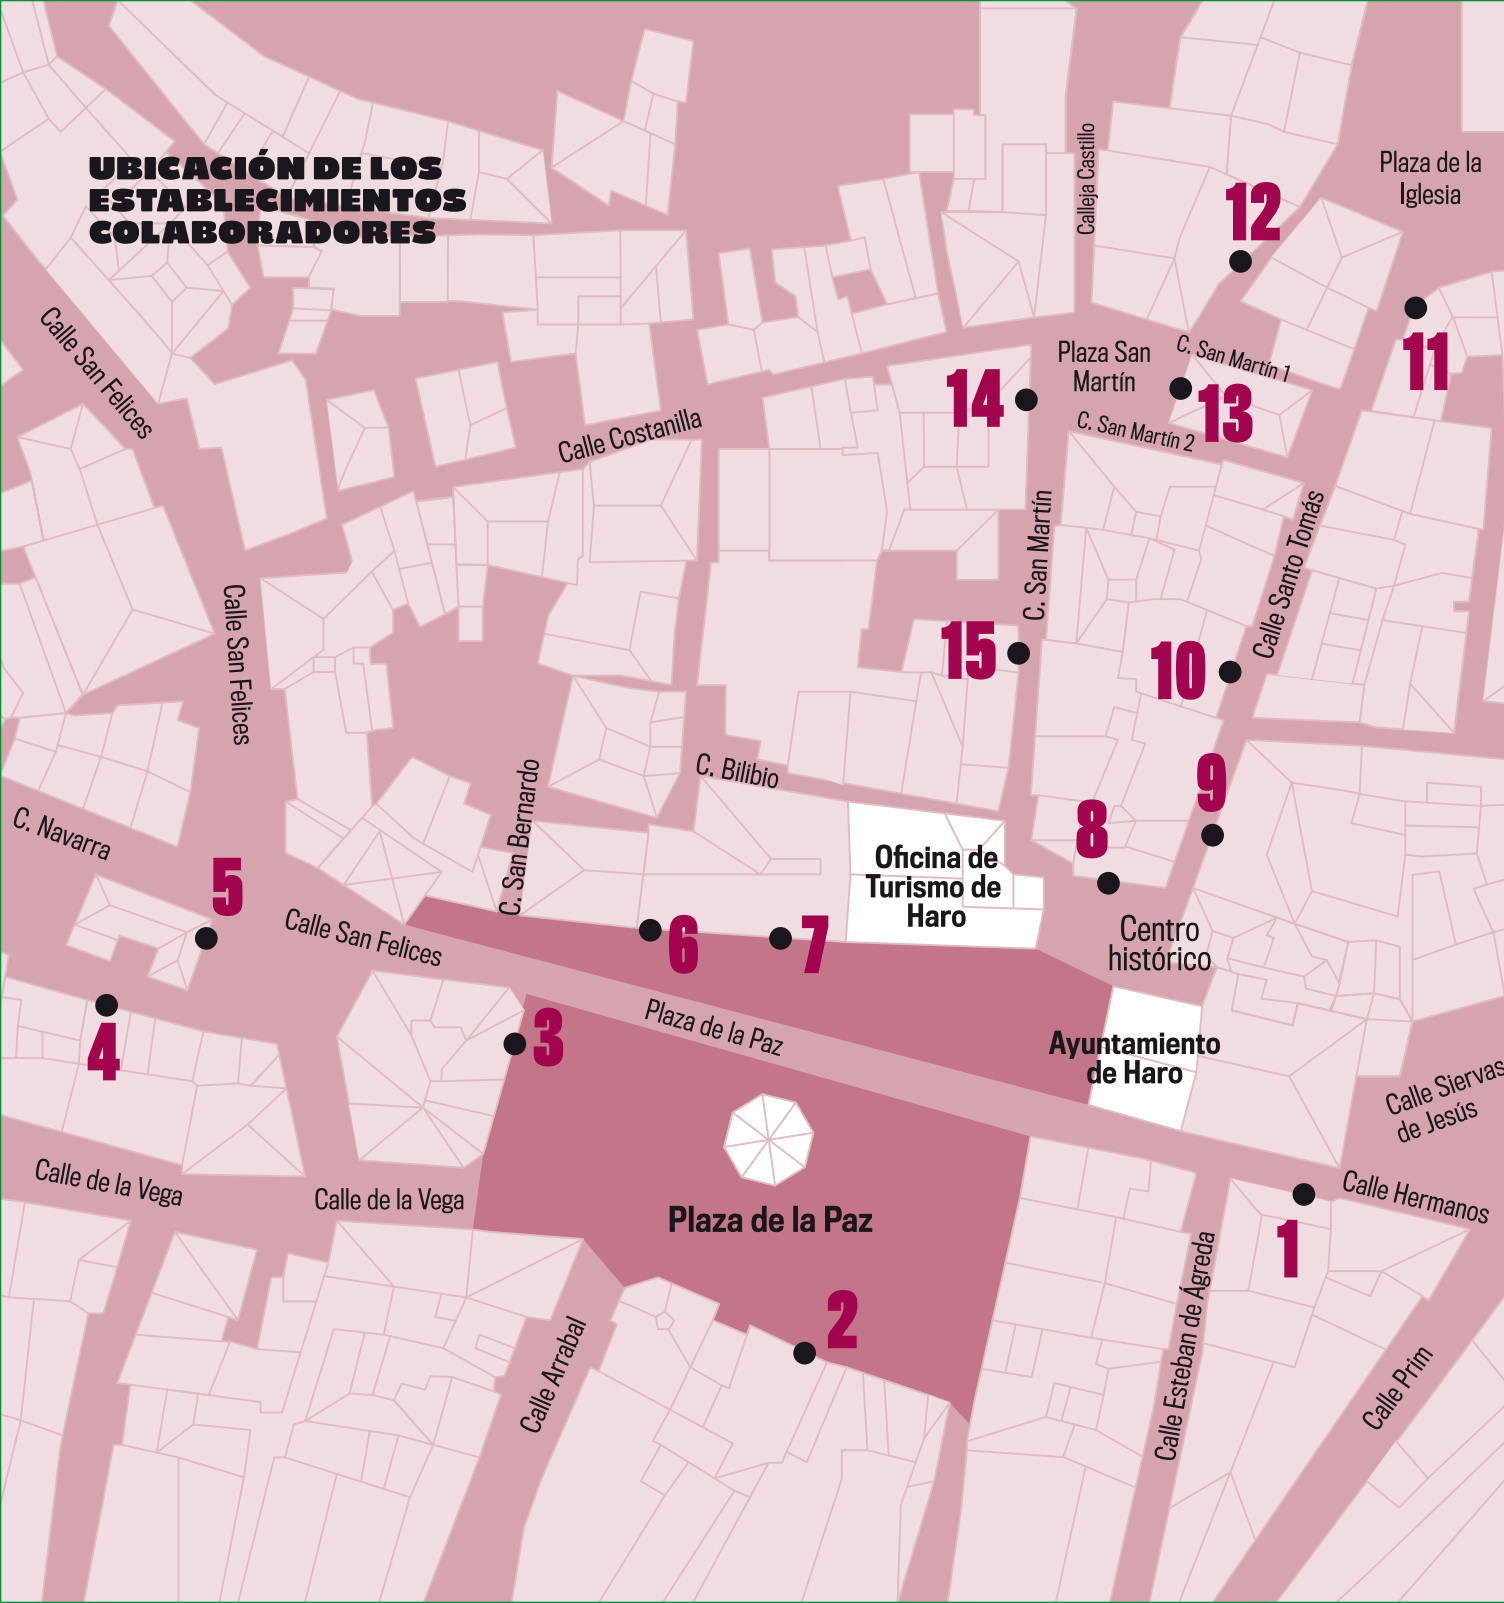 UBICACIÓN DE LOS
ESTABLECIMIENTOS
COLABORADORES
Calleja Castillo
Plaza de la
Iglesia
12
11
Calle San Felices
Plaza San
Martín
C. San Martín 1
14
13
C. San Martín 2
Calle Costanilla
C. San Martín
Calle Santo Tomás
Calle San Felices
15
10
C. Bilibio
9
C. San Bernardo
8
C. Navarra
Oficina de
Turismo de
Haro
5
Calle San Felices
6
7
Centro
histórico
Plaza de la Paz
3
4
Ayuntamiento
de Haro
Calle Siervas
de Jesús
Calle de la Vega
Calle de la Vega
Plaza de la Paz
Calle Hermanos
1
2
Calle Arrabal
Calle Esteban de Ágreda
Calle Prim